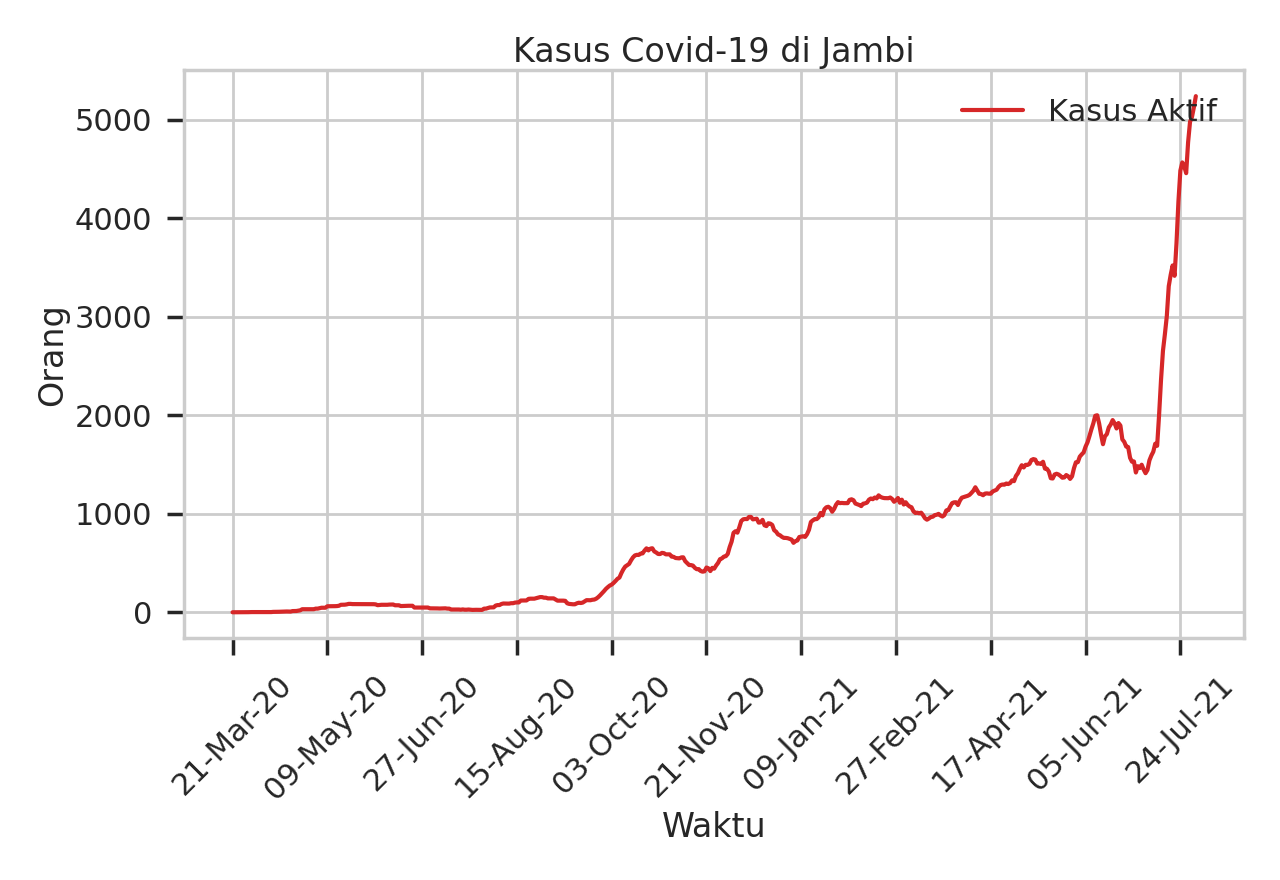 Kasus Covid-19 di Jambi
Kasus Aktif
5000
4000
3000
2000
1000
0
Orang
21-Mar-20
09-May-20
27-Jun-20
15-Aug-20
03-Oct-20
21-Nov-20
09-Jan-21
27-Feb-21
17-Apr-21
05-Jun-21
24-Jul-21
Waktu